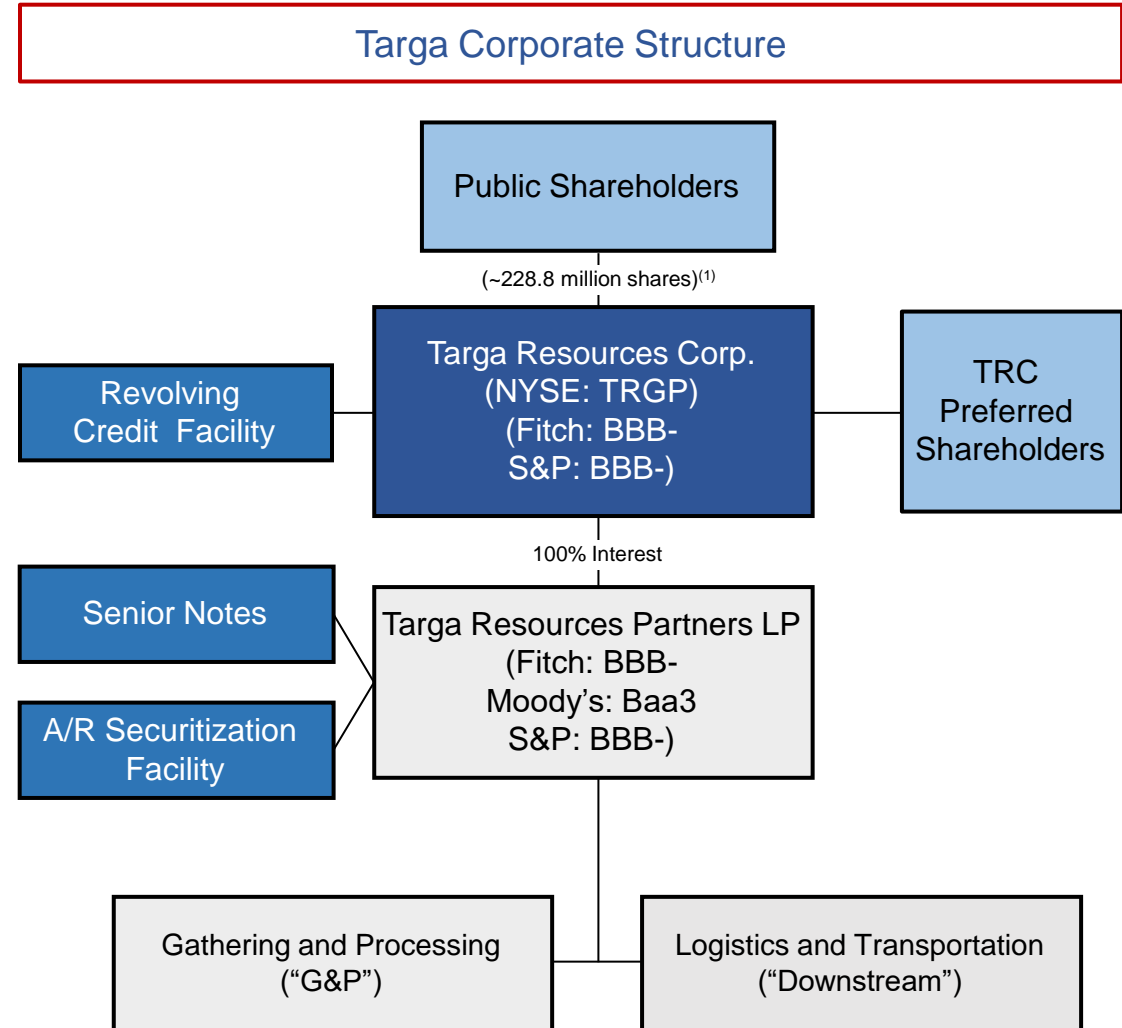 Targa Corporate Structure
Public Shareholders
(~228.8 million shares)(1)
Targa Resources Corp.
(NYSE: TRGP)
(Fitch: BBB-
S&P: BBB-)
Revolving
Credit Facility
TRC
Preferred
Shareholders
100% Interest
Senior Notes
Targa Resources Partners LP
(Fitch: BBB-
Moody’s: Baa3
S&P: BBB-)
A/R Securitization
Facility
Gathering and Processing
(“G&P”)
Logistics and Transportation
(“Downstream”)